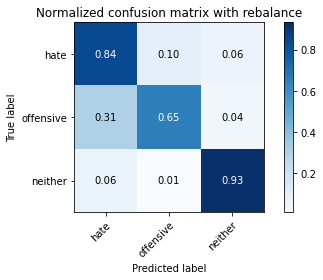 Normalized confusion matrix with rebalance
hate 0.84 0.10 0.06
offensive 0.31 0.65 0.04
neither 0.06 0.01 0.93
hate offensive neither
True label
Predicted label
0.8
0.6
0.4
0.2